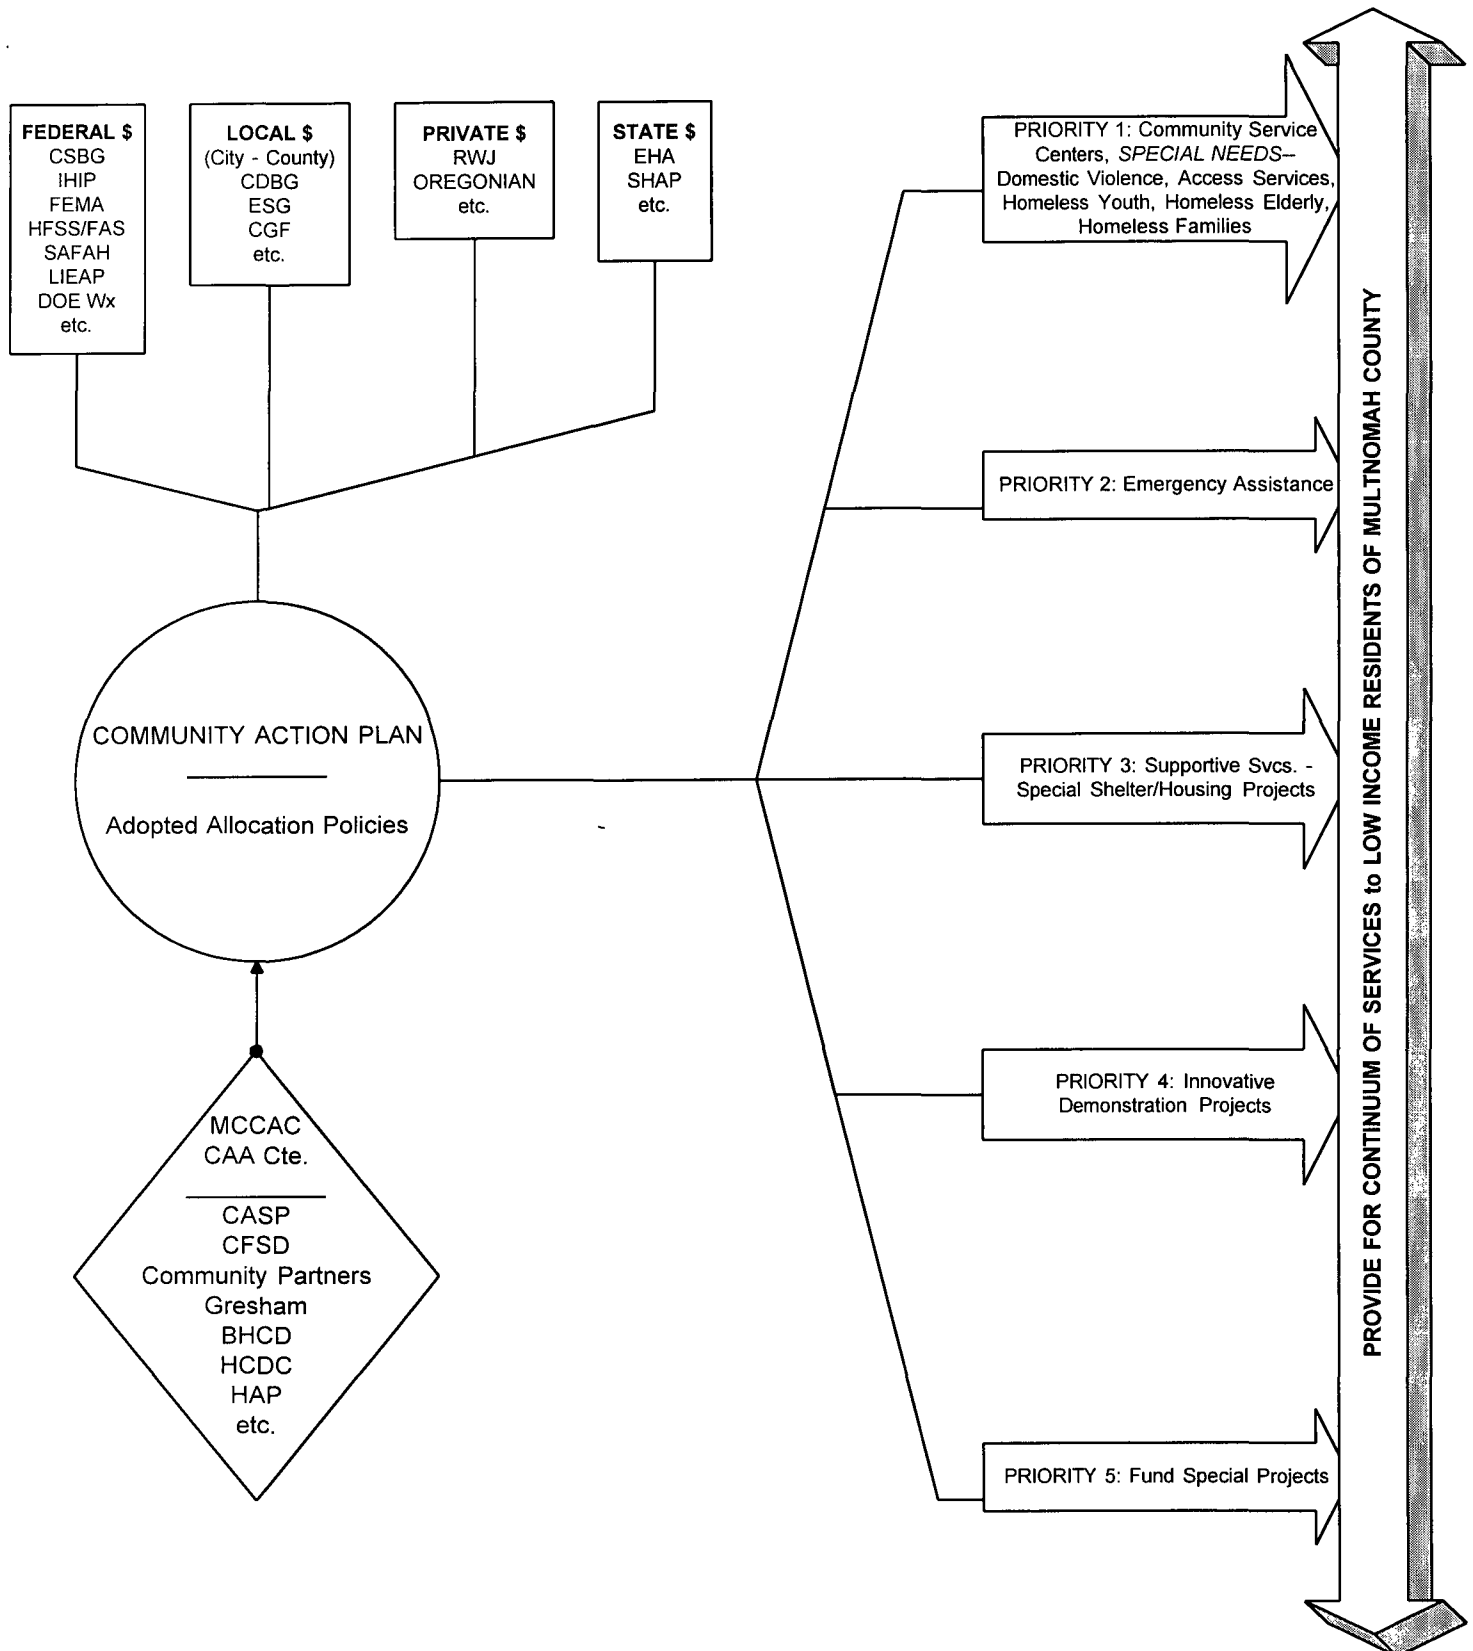 FEDERAL $
CSBG
IHIP
FEMA
HFSS/FAS
SAFAH
LIEAP
DOE Wx
etc.
LOCAL $
(City - County)
CDBG
ESG
CGF
etc.
PRIVATE $
RWJ
OREGONIAN
etc.
STATE $
EHA
SHAP
etc.
COMMUNITY ACTION PLAN
Adopted Allocation Policies
MCCAC
CAA Cte.
CASP
CFSD
Community Partners
Gresham
BHCD
HCDC
HAP
etc.
PRIORITY 1: Community Service
Centers, SPECIAL NEEDS–
Domestic Violence, Access Services,
Homeless Youth, Homeless Elderly,
Homeless Families
PRIORITY 2: Emergency Assistance
PRIORITY 3: Supportive Svcs. -
Special Shelter/Housing Projects
PRIORITY 4: Innovative
Demonstration Projects
PRIORITY 5: Fund Special Projects
PROVIDE FOR CONTINUUM OF SERVICES to LOW INCOME RESIDENTS OF MULTNOMAH COUNTY